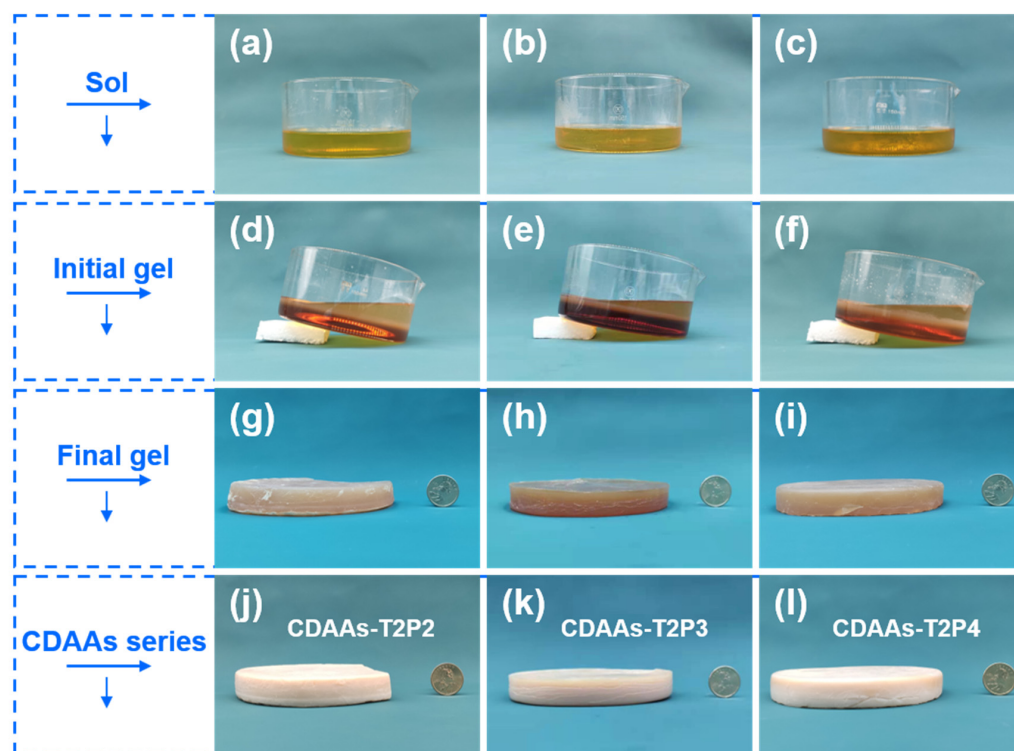 Sol
(a)
(b)
(c)
Initial gel
(d)
(e)
(f)
Final gel
(g)
(h)
(i)
CDAAs series
(j)
CDAAs-T2P2
(k)
CDAAs-T2P3
(l)
CDAAs-T2P4